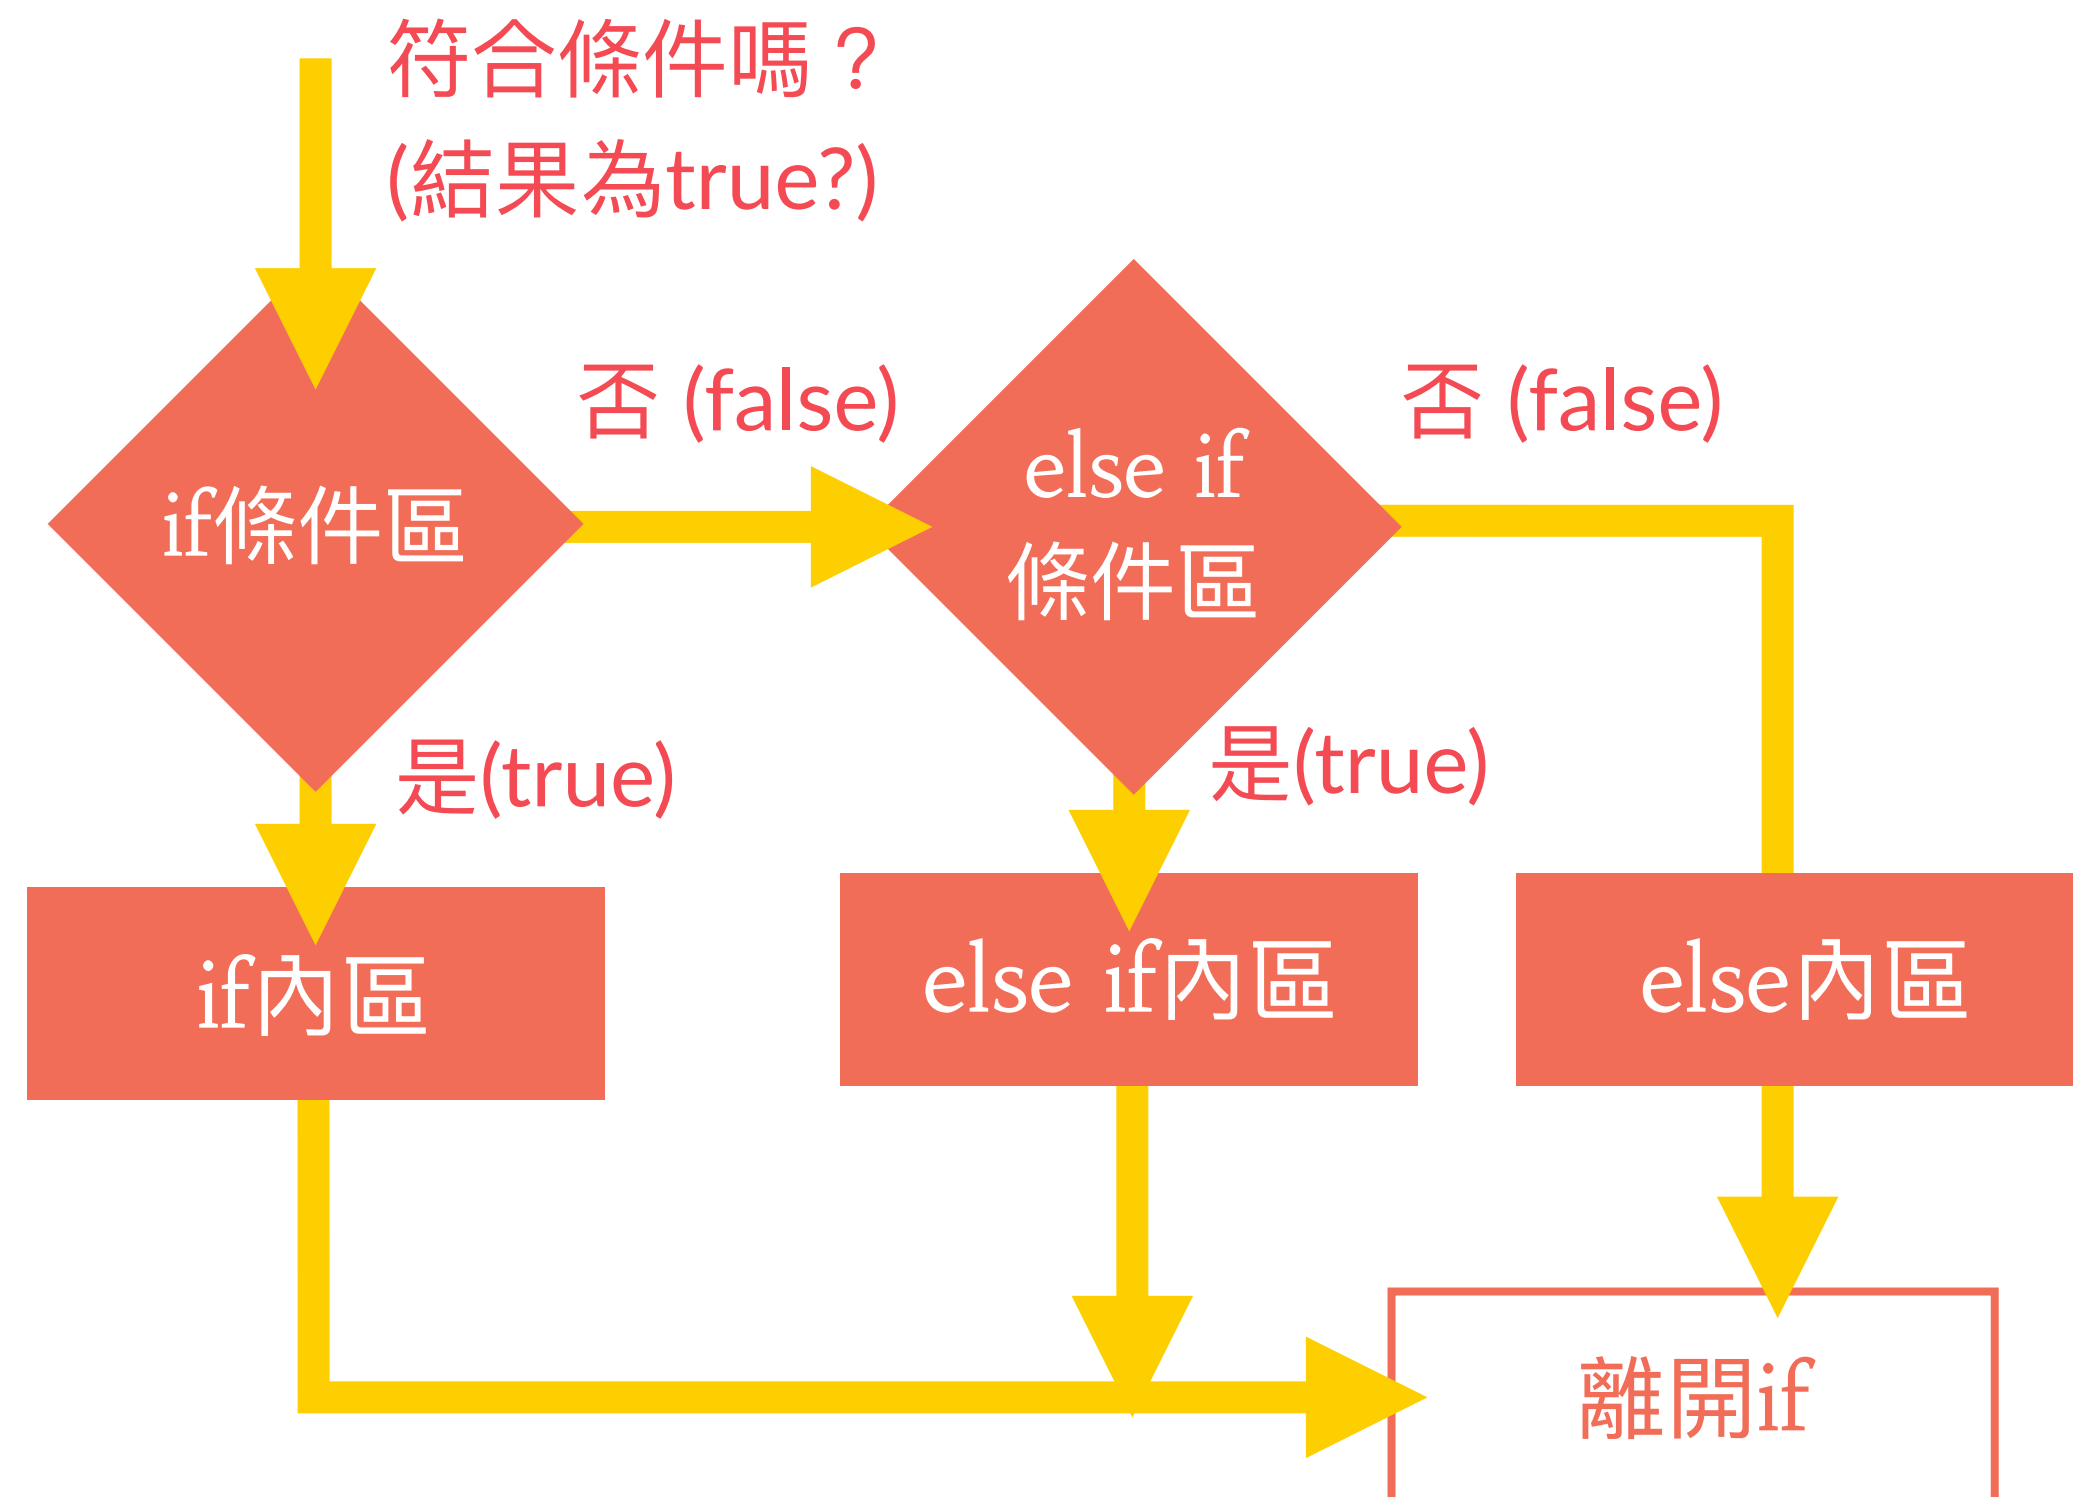 符合條件嗎？
(結果為true?)
否 (false)
否 (false)
if條件區
else if
條件區
是(true)
是(true)
if內區
else if內區
else內區
離開if